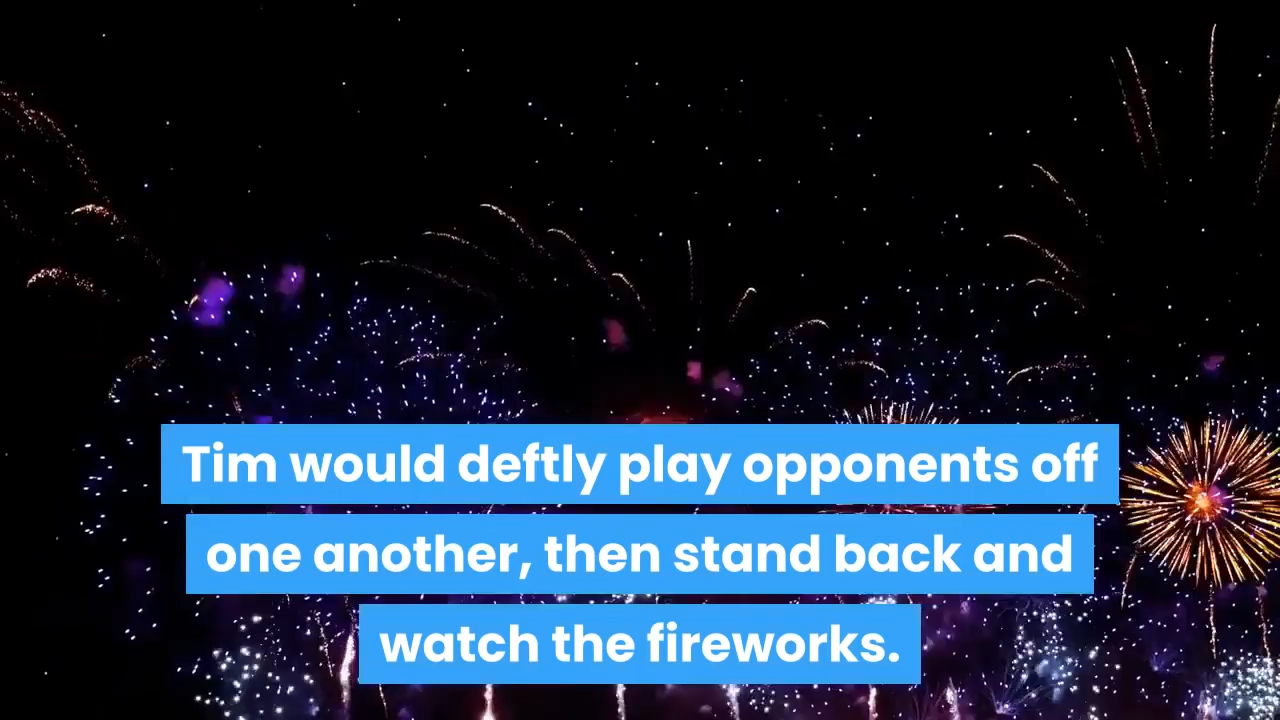 Tim would deftly play opponents off
one another, then stand back and
watch the fireworks.